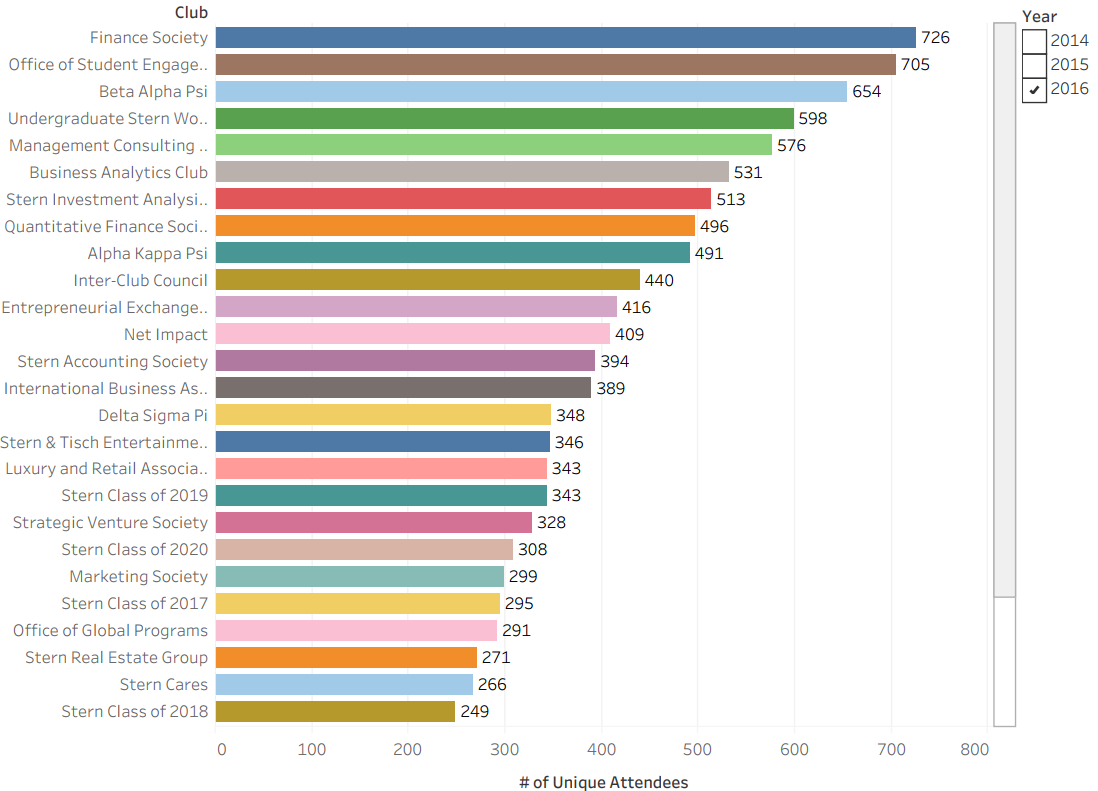 Club
Year
Finance Society 726
2014
Office of Student Engage.. 705
2015
Beta Alpha Psi 654
2016
Undergraduate Stern Wo.. 598
Management Consulting .. 576
Business Analytics Club 531
Stern Investment Analysi.. 513
Quantitative Finance Soci.. 496
Alpha Kappa Psi 491
Inter-Club Council 440
Entrepreneurial Exchange.. 416
Net Impact 409
Stern Accounting Society 394
International Business As.. 389
Delta Sigma Pi 348
Stern & Tisch Entertainme.. 346
Luxury and Retail Associa.. 343
Stern Class of 2019 343
Strategic Venture Society 328
Stern Class of 2020 308
Marketing Society 299
Stern Class of 2017 295
Office of Global Programs 291
Stern Real Estate Group 271
Stern Cares 266
Stern Class of 2018 249
0 100 200 300 400 500 600 700 800
# of Unique Attendees